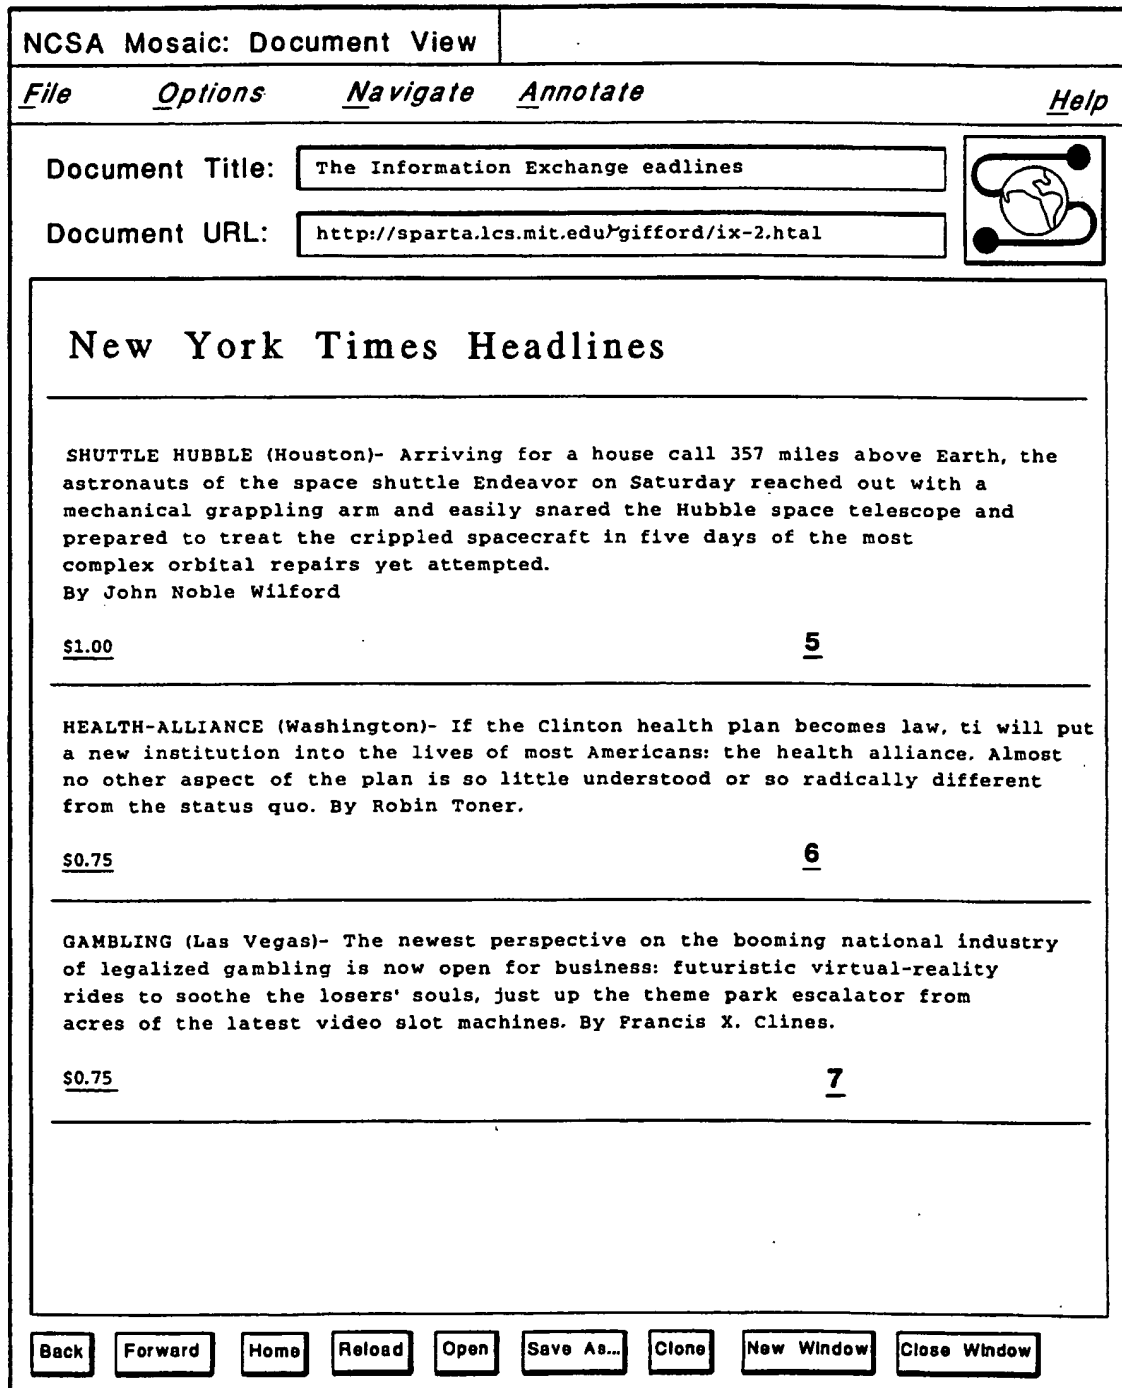 NCSA Mosaic: Document View
File Options Navigate Annotate Help
Document Title: The Information Exchange eadlines
Document URL: http://sparta.lcs.mit.edu/~gifford/ix-2.htal
New York Times Headlines
SHUTTLE HUBBLE (Houston)- Arriving for a house call 357 miles above Earth, the
astronauts of the space shuttle Endeavor on Saturday reached out with a
mechanical grappling arm and easily snared the Hubble space telescope and
prepared to treat the crippled spacecraft in five days of the most
complex orbital repairs yet attempted.
By John Noble Wilford
$1.00 5
HEALTH-ALLIANCE (Washington)- If the Clinton health plan becomes law, ti will put
a new institution into the lives of most Americans: the health alliance. Almost
no other aspect of the plan is so little understood or so radically different
from the status quo. By Robin Toner.
$0.75 6
GAMBLING (Las Vegas)- The newest perspective on the booming national industry
of legalized gambling is now open for business: futuristic virtual-reality
rides to soothe the losers' souls, just up the theme park escalator from
acres of the latest video slot machines. By Francis X. Clines.
$0.75 7
Back Forward Home Reload Open Save As... Clone New Window Close Window